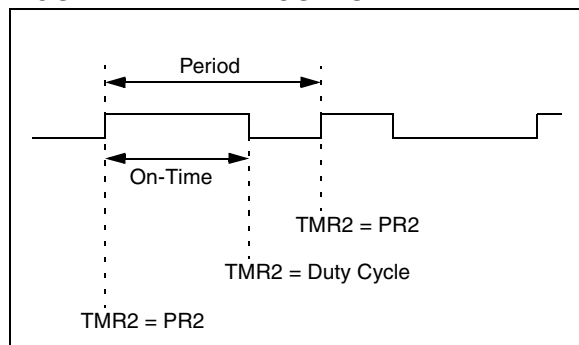 Period
On-Time
TMR2 = PR2
TMR2 = Duty Cycle
TMR2 = PR2